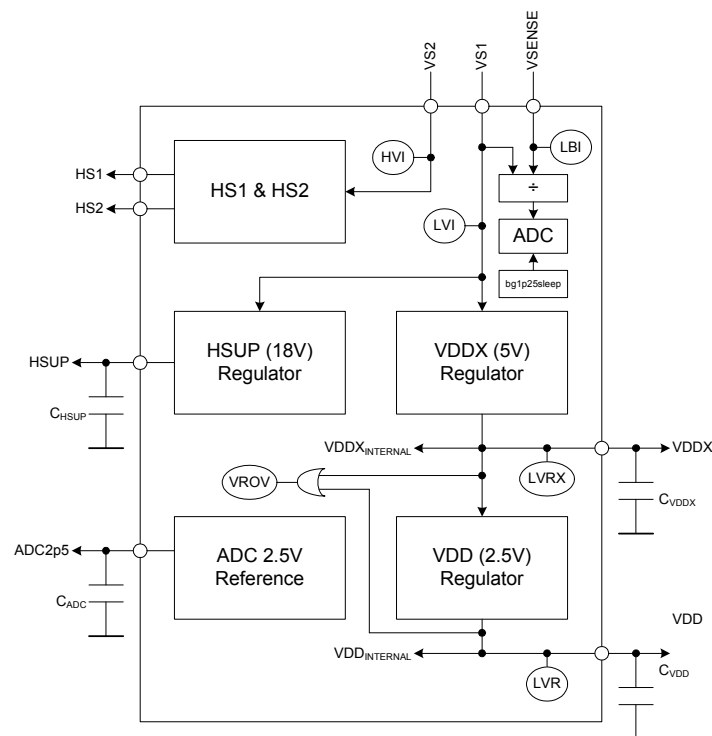 VS2
VS1
VSENSE
HVI
LBI
HS1
HS2
HS1 & HS2
÷
LVI
ADC
bg1p25sleep
HSUP (18V)
Regulator
VDDX (5V)
Regulator
HSUP
CHSUP
VDDXINTERNAL
VDDX
LVRX
VROV
CVDDX
ADC 2.5V
Reference
VDD (2.5V)
Regulator
ADC2p5
CADC
VDD
VDDINTERNAL
LVR
CVDD